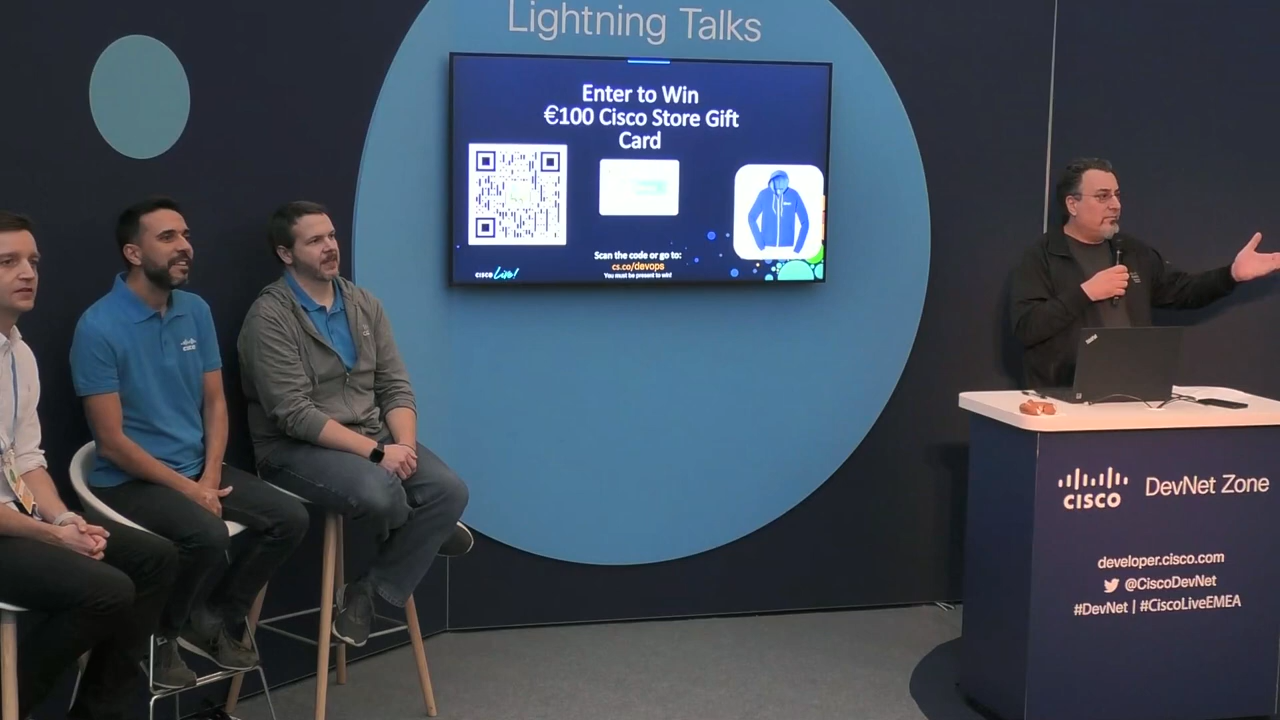 Lightning Talks
Enter to Win
€100 Cisco Store Gift
Card
Scan the code or go to:
cs.co/devops
You must be present to win!
CISCO Live!
CISCO
CISCO DevNet Zone
developer.cisco.com
@CiscoDevNet
#DevNet | #CiscoLiveEMEA